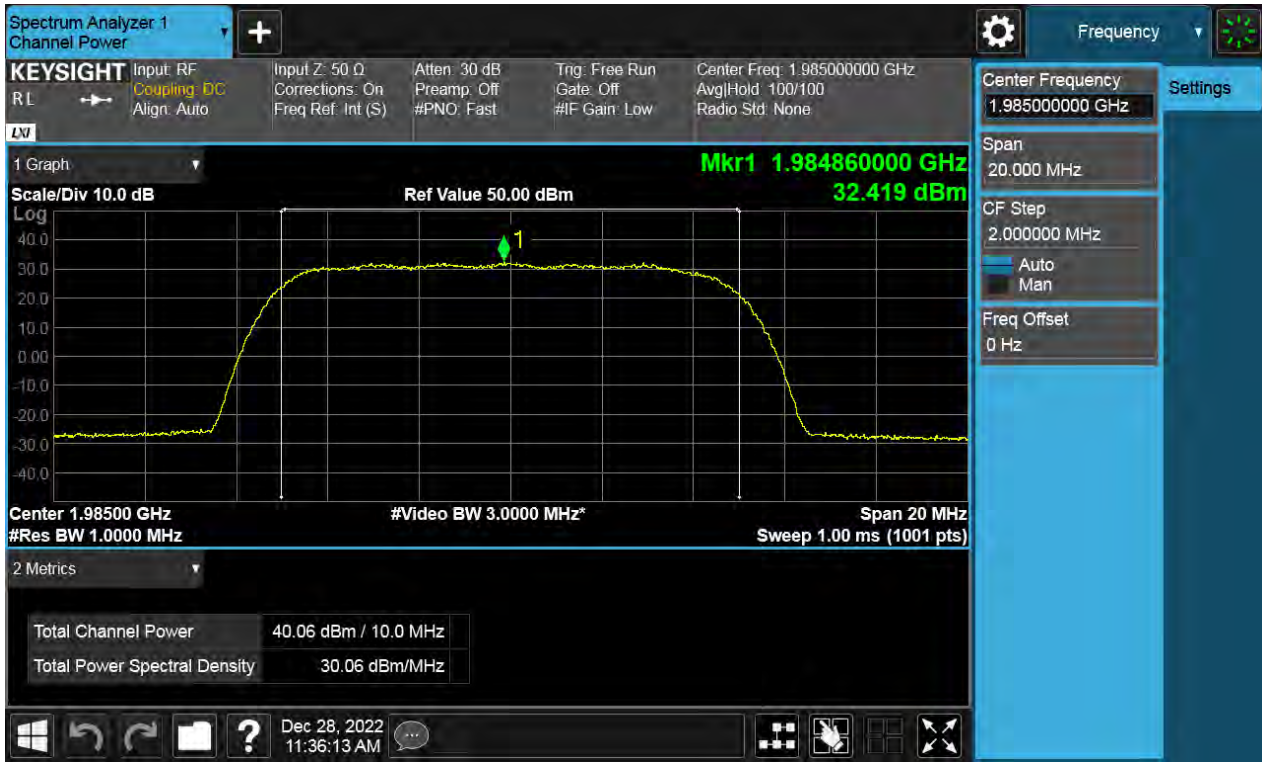 Spectrum Analyzer 1
Channel Power
+
Frequency
KEYSIGHT
RL
LXI
Input: RF
Coupling: DC
Align: Auto
Input Z: 50 Ω
Corrections: On
Freq Ref: Int (S)
Atten: 30 dB
Preamp: Off
#PNO: Fast
Trig: Free Run
Gate: Off
#IF Gain: Low
Center Freq: 1.985000000 GHz
Avg|Hold: 100/100
Radio Std: None
Center Frequency
1.985000000 GHz
Settings
Span
20.000 MHz
CF Step
2.000000 MHz
Auto
Man
Freq Offset
0 Hz
1 Graph
Mkr1 1.984860000 GHz
32.419 dBm
Scale/Div 10.0 dB
Ref Value 50.00 dBm
Log
40.0
30.0
20.0
10.0
0.00
-10.0
-20.0
-30.0
-40.0
1
Center 1.98500 GHz
#Video BW 3.0000 MHz*
Span 20 MHz
#Res BW 1.0000 MHz
Sweep 1.00 ms (1001 pts)
2 Metrics
Total Channel Power 40.06 dBm / 10.0 MHz
Total Power Spectral Density 30.06 dBm/MHz
?
Dec 28, 2022
11:36:13 AM